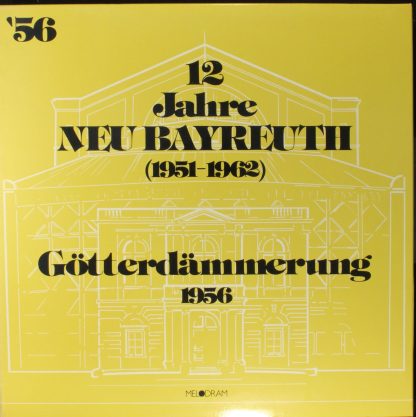 '56
12
Jahre
NEU BAYREUTH
(1951-1962)
Götterdämmerung
1956
MELODRAM